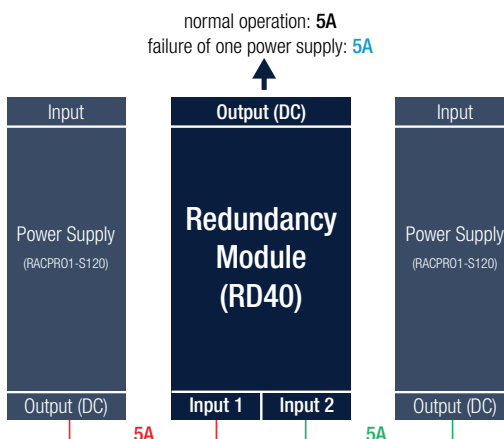 normal operation: 5A
failure of one power supply: 5A
Input
Power Supply
(RACPRO1-S120)
Output (DC)
Output (DC)
Redundancy
Module
(RD40)
Input 1
Input 2
Input
Power Supply
(RACPRO1-S120)
Output (DC)
5A
5A